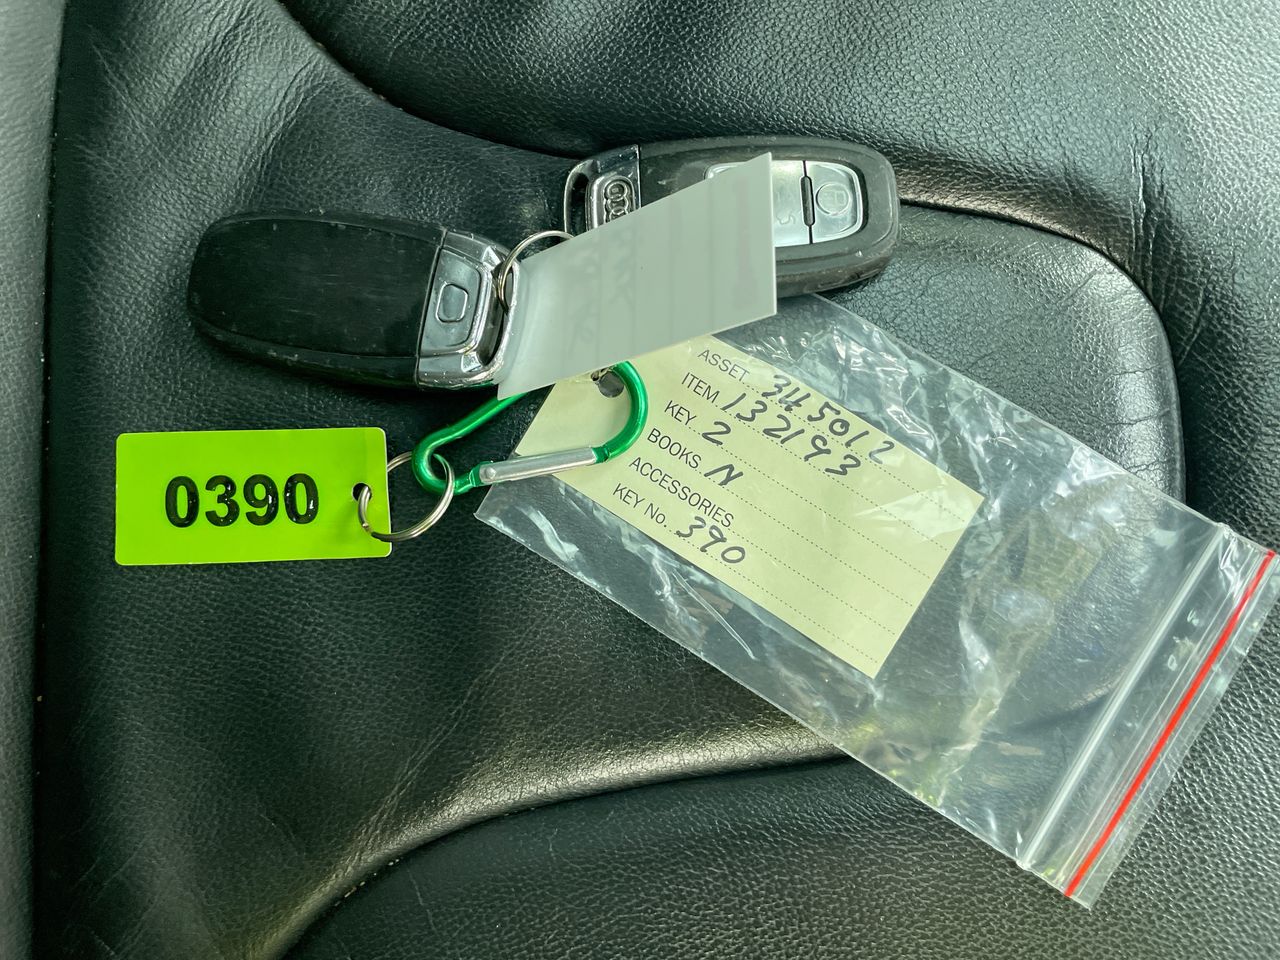 0390
ASSET 345012
ITEM 132193
KEY 2
BOOKS N
ACCESSORIES
KEY No. 390